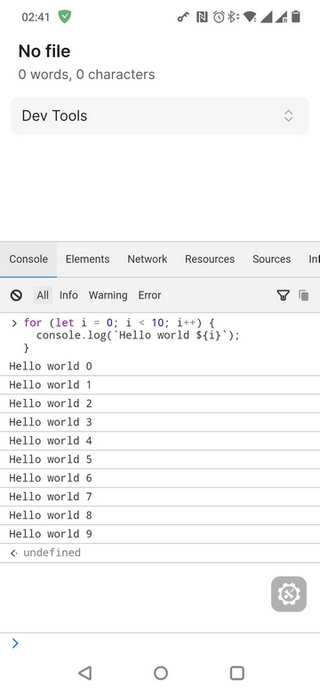 02:41
No file
0 words, 0 characters
Dev Tools
Console Elements Network Resources Sources Inf
All Info Warning Error
> for (let i = 0; i < 10; i++) {
console.log(`Hello world ${i}`);
}
Hello world 0
Hello world 1
Hello world 2
Hello world 3
Hello world 4
Hello world 5
Hello world 6
Hello world 7
Hello world 8
Hello world 9
undefined
>